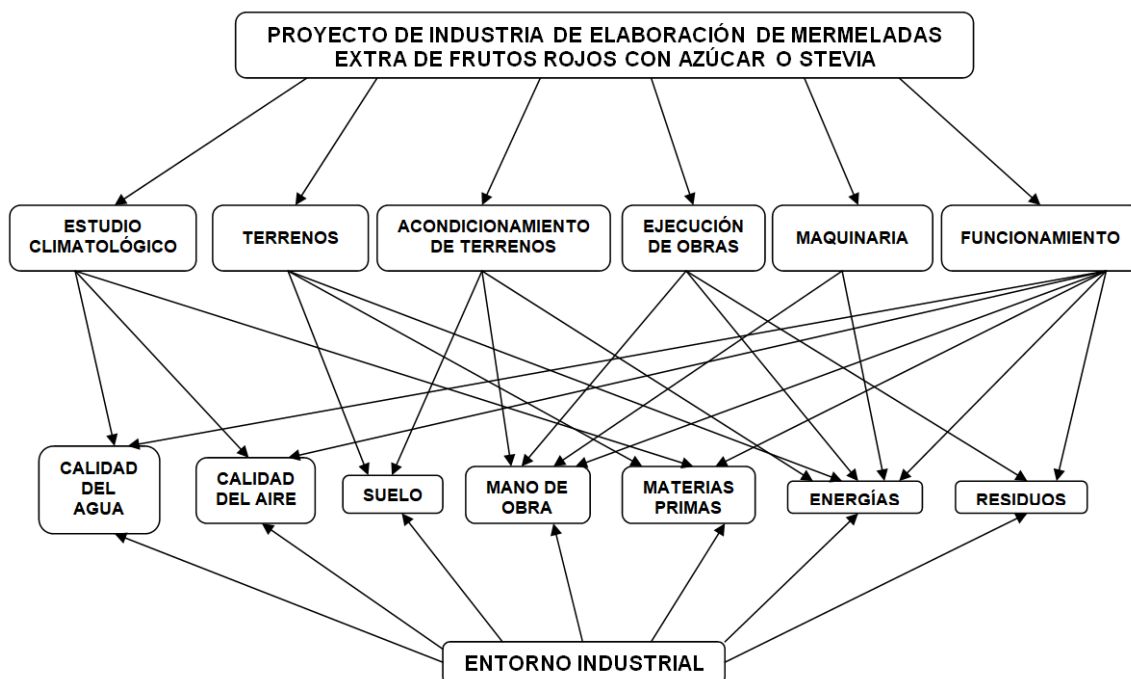 PROYECTO DE INDUSTRIA DE ELABORACIÓN DE MERMELADAS
EXTRA DE FRUTOS ROJOS CON AZÚCAR O STEVIA
ESTUDIO
CLIMATOLÓGICO
TERRENOS
ACONDICIONAMIENTO
DE TERRENOS
EJECUCIÓN
DE OBRAS
MAQUINARIA
FUNCIONAMIENTO
CALIDAD
DEL
AGUA
CALIDAD
DEL AIRE
SUELO
MANO DE
OBRA
MATERIAS
PRIMAS
ENERGÍAS
RESIDUOS
ENTORNO INDUSTRIAL